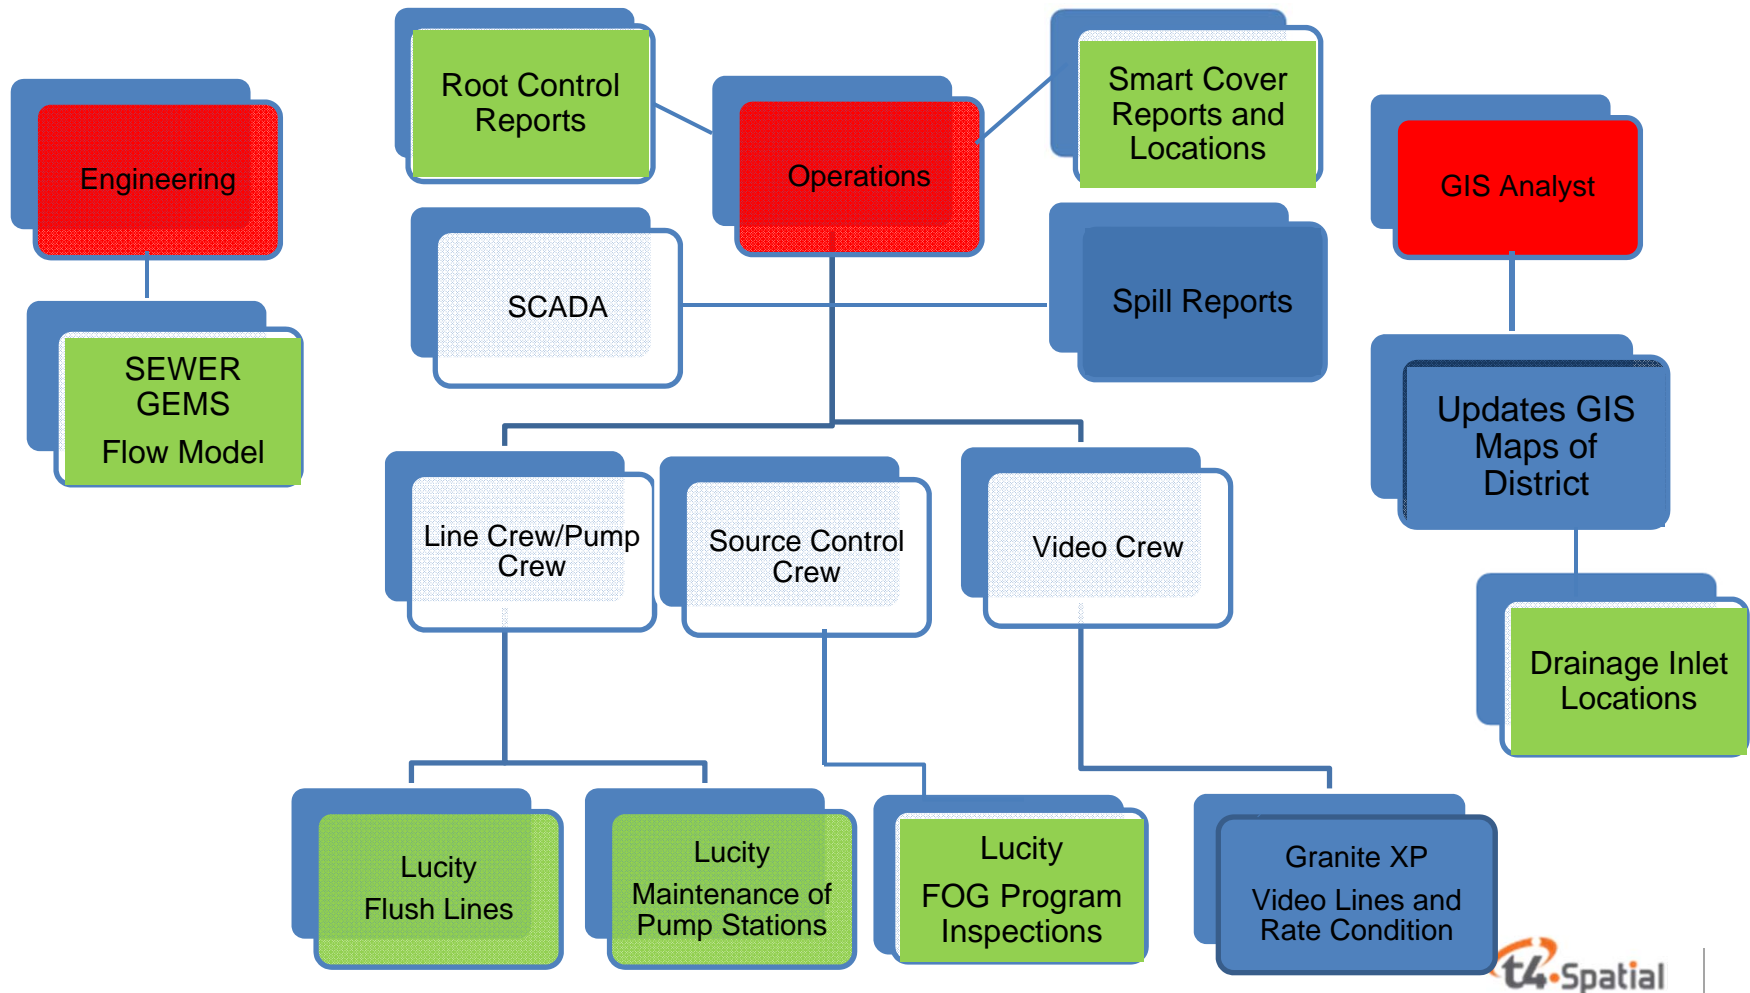 Root Control
Reports
Smart Cover
Reports and
Locations
Engineering
Operations
GIS Analyst
SCADA
Spill Reports
SEWER
GEMS
Flow Model
Updates GIS
Maps of
District
Line Crew/Pump
Crew
Source Control
Crew
Video Crew
Drainage Inlet
Locations
Lucity
Flush Lines
Lucity
Maintenance of
Pump Stations
Lucity
FOG Program
Inspections
Granite XP
Video Lines and
Rate Condition
t4 Spatial